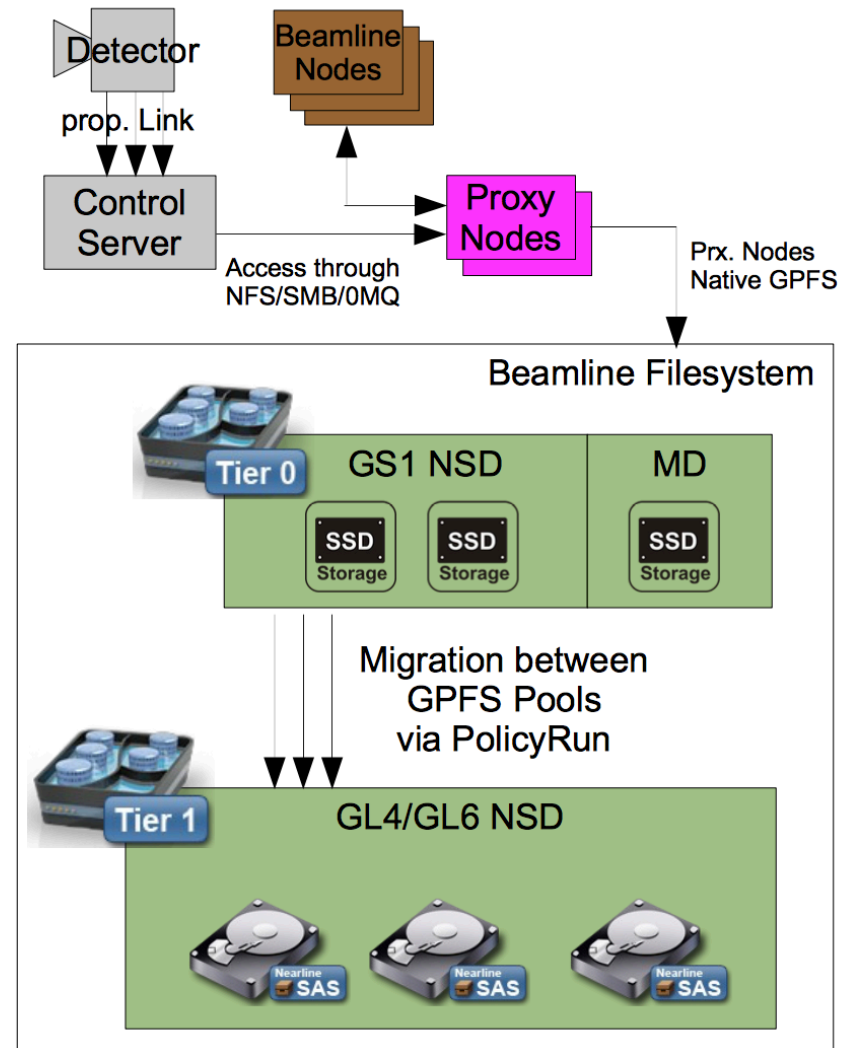 Detector
prop. Link
Control
Server
Beamline
Nodes
Proxy
Nodes
Access through
NFS/SMB/0MQ
Prx. Nodes
Native GPFS
Beamline Filesystem
Tier 0
GS1 NSD
MD
SSD
Storage
SSD
Storage
SSD
Storage
Migration between
GPFS Pools
via PolicyRun
Tier 1
GL4/GL6 NSD
Nearline
SAS
Nearline
SAS
Nearline
SAS